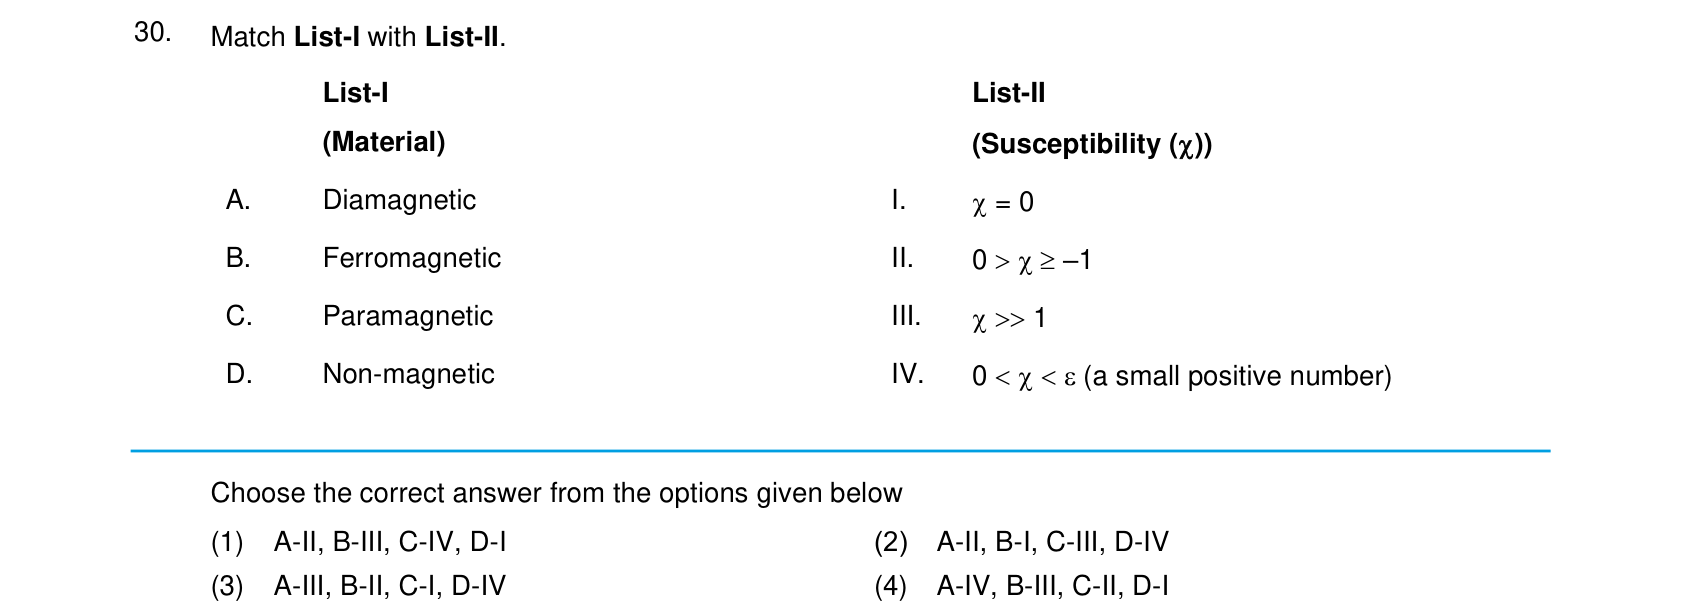 30. Match List-I with List-II.
List-I List-II
(Material) (Susceptibility (χ))
A. Diamagnetic I. χ = 0
B. Ferromagnetic II. 0 > χ ≥ –1
C. Paramagnetic III. χ >> 1
D. Non-magnetic IV. 0 < χ < ε (a small positive number)
Choose the correct answer from the options given below
(1) A-II, B-III, C-IV, D-I (2) A-II, B-I, C-III, D-IV
(3) A-III, B-II, C-I, D-IV (4) A-IV, B-III, C-II, D-I